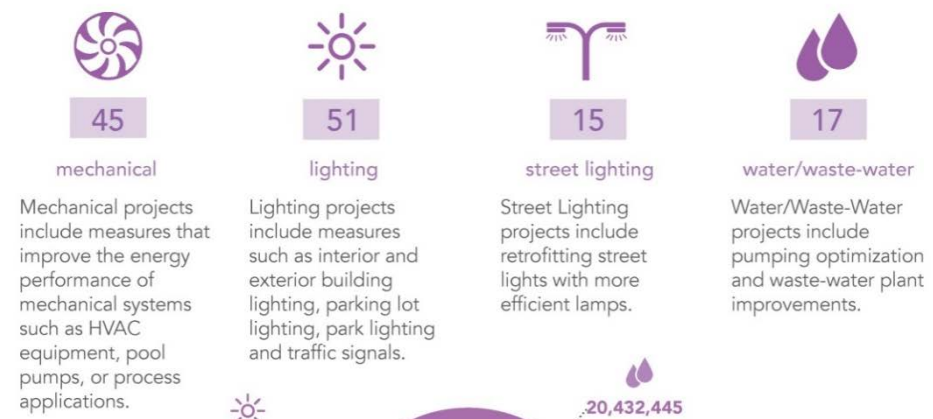 45
mechanical
Mechanical projects
include measures that
improve the energy
performance of
mechanical systems
such as HVAC
equipment, pool
pumps, or process
applications.
51
lighting
Lighting projects
include measures
such as interior and
exterior building
lighting, parking lot
lighting, park lighting
and traffic signals.
15
street lighting
Street Lighting
projects include
retrofitting street
lights with more
efficient lamps.
17
water/waste-water
Water/Waste-Water
projects include
pumping optimization
and waste-water plant
improvements.
20,432,445